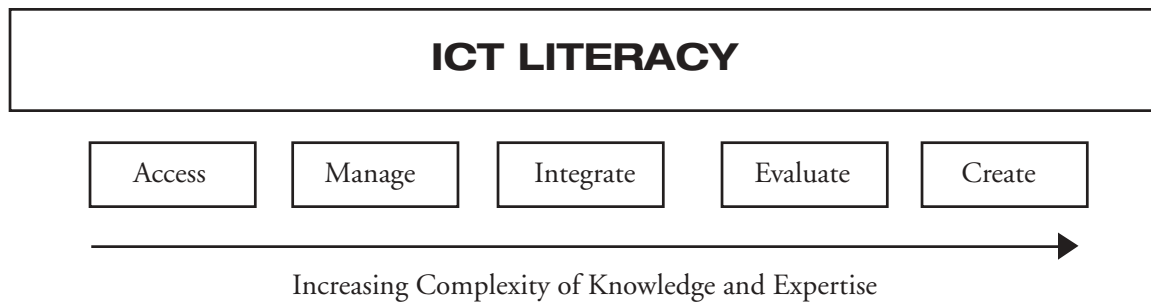 ICT LITERACY
Access Manage Integrate Evaluate Create
Increasing Complexity of Knowledge and Expertise